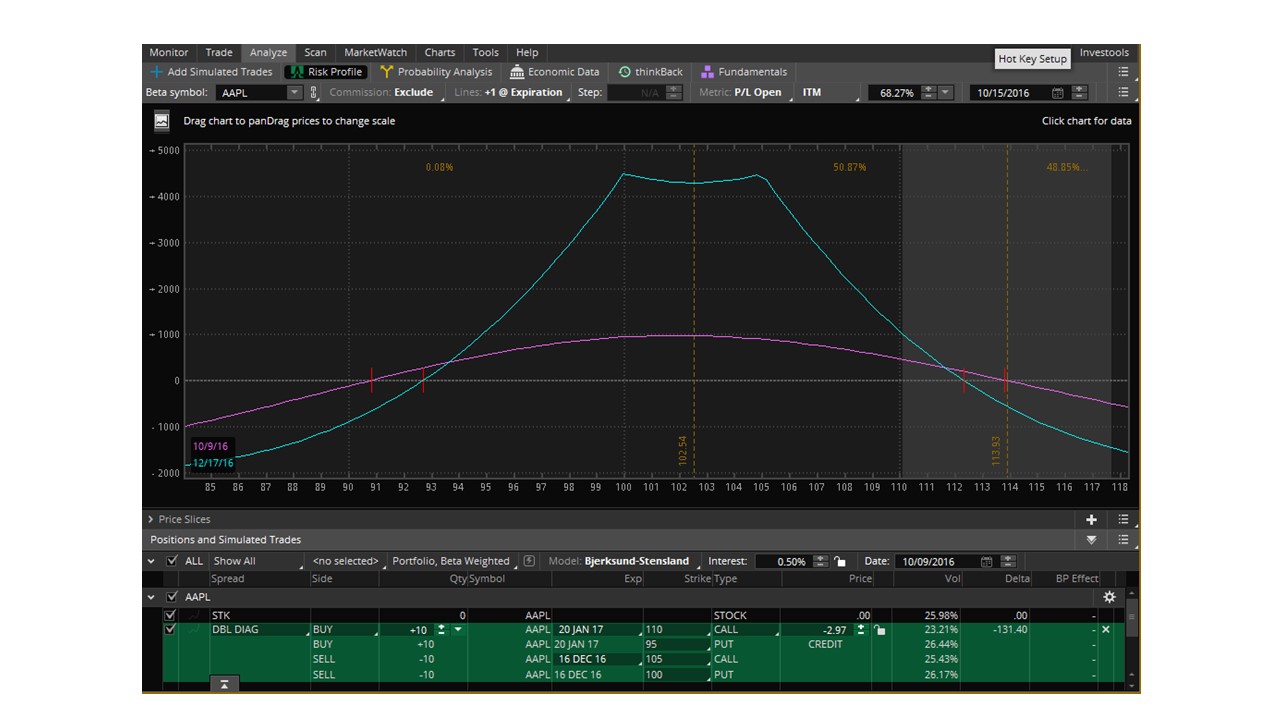 Monitor Trade Analyze Scan MarketWatch Charts Tools Help Hot Key Setup Investools
Add Simulated Trades Risk Profile Probability Analysis Economic Data thinkBack Fundamentals
Beta symbol: AAPL Commission: Exclude Lines: +1 @ Expiration Step: N/A Metric: P/L Open ITM 68.27% 10/15/2016
Drag chart to panDrag prices to change scale Click chart for data
+5000
0.08% 50.87% 48.85%...
+4000
+3000
+2000
+1000
0
-1000
102.54 113.93
10/9/16
12/17/16
-2000
85 86 87 88 89 90 91 92 93 94 95 96 97 98 99 100 101 102 103 104 105 106 107 108 109 110 111 112 113 114 115 116 117 118
Price Slices
Positions and Simulated Trades
ALL Show All <no selected> Portfolio, Beta Weighted Model: Bjerksund-Stensland Interest: 0.50% Date: 10/09/2016
Spread Side Qty Symbol Exp Strike Type Price Vol Delta BP Effect
AAPL
STK 0 AAPL STOCK .00 25.98% .00 -
DBL DIAG BUY +10 AAPL 20 JAN 17 110 CALL -2.97 23.21% -131.40 -
BUY +10 AAPL 20 JAN 17 95 PUT CREDIT 26.44% -
SELL -10 AAPL 16 DEC 16 105 CALL 25.43% -
SELL -10 AAPL 16 DEC 16 100 PUT 26.17% -